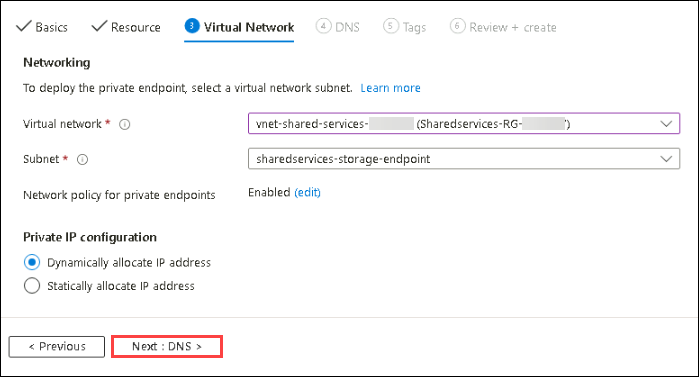 Basics Resource 3 Virtual Network 4 DNS 5 Tags 6 Review + create
Networking
To deploy the private endpoint, select a virtual network subnet. Learn more
Virtual network * vnet-shared-services- (Sharedservices-RG- )
Subnet * sharedservices-storage-endpoint
Network policy for private endpoints Enabled (edit)
Private IP configuration
Dynamically allocate IP address
Statically allocate IP address
< Previous Next : DNS >